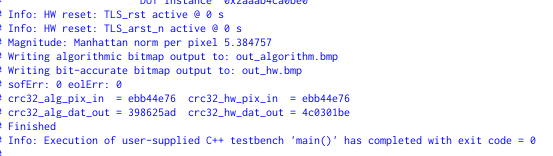 # Info: HW reset: TLS_rst active @ 0 s
# Info: HW reset: TLS_arst_n active @ 0 s
# Magnitude: Manhattan norm per pixel 5.384757
# Writing algorithmic bitmap output to: out_algorithm.bmp
# Writing bit-accurate bitmap output to: out_hw.bmp
# sofErr: 0 eolErr: 0
# crc32_alg_pix_in  = ebb44e76  crc32_hw_pix_in  = ebb44e76
# crc32_alg_dat_out = 398625ad  crc32_hw_dat_out = 4c0301be
# Finished
# Info: Execution of user-supplied C++ testbench 'main()' has completed with exit code = 0
#